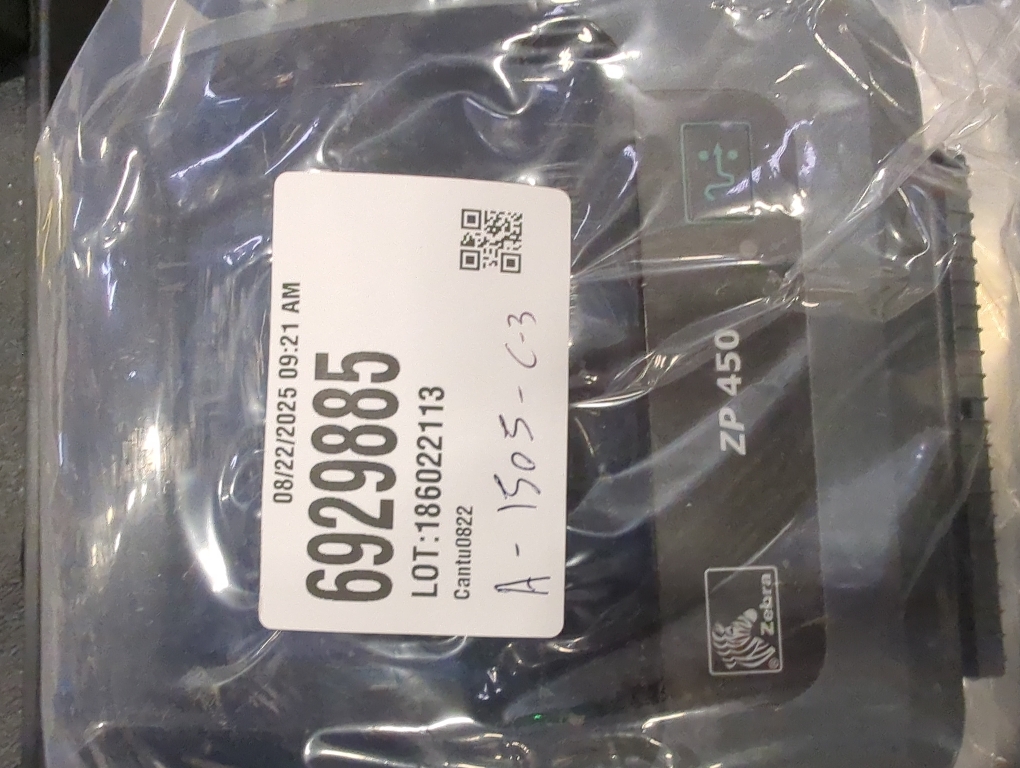 08/22/2025 09:21 AM
6929885
LOT:186022113
Cantu0822
A - 1505 - C-3
ZP 450
Zebra
®